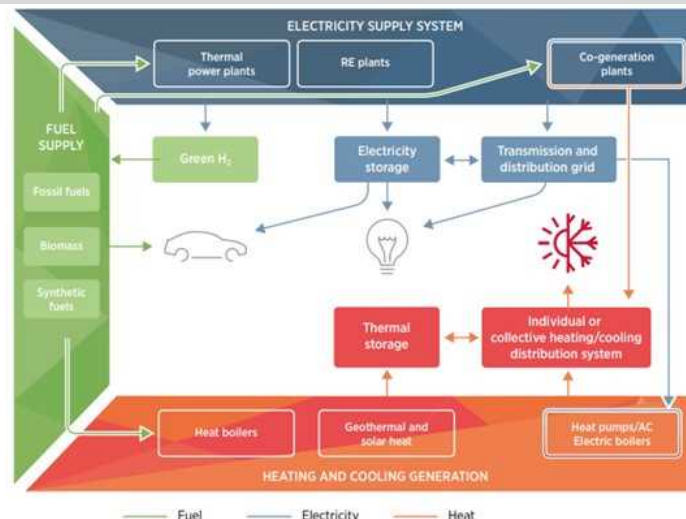 ELECTRICITY SUPPLY SYSTEM
Thermal
power plants
RE plants
Co-generation
plants
FUEL
SUPPLY
Fossil fuels
Biomass
Synthetic
fuels
Green H₂
Electricity
storage
Transmission and
distribution grid
Thermal
storage
Individual or
collective heating/cooling
distribution system
Heat boilers
Geothermal and
solar heat
Heat pumps/AC
Electric boilers
HEATING AND COOLING GENERATION
Fuel
Electricity
Heat